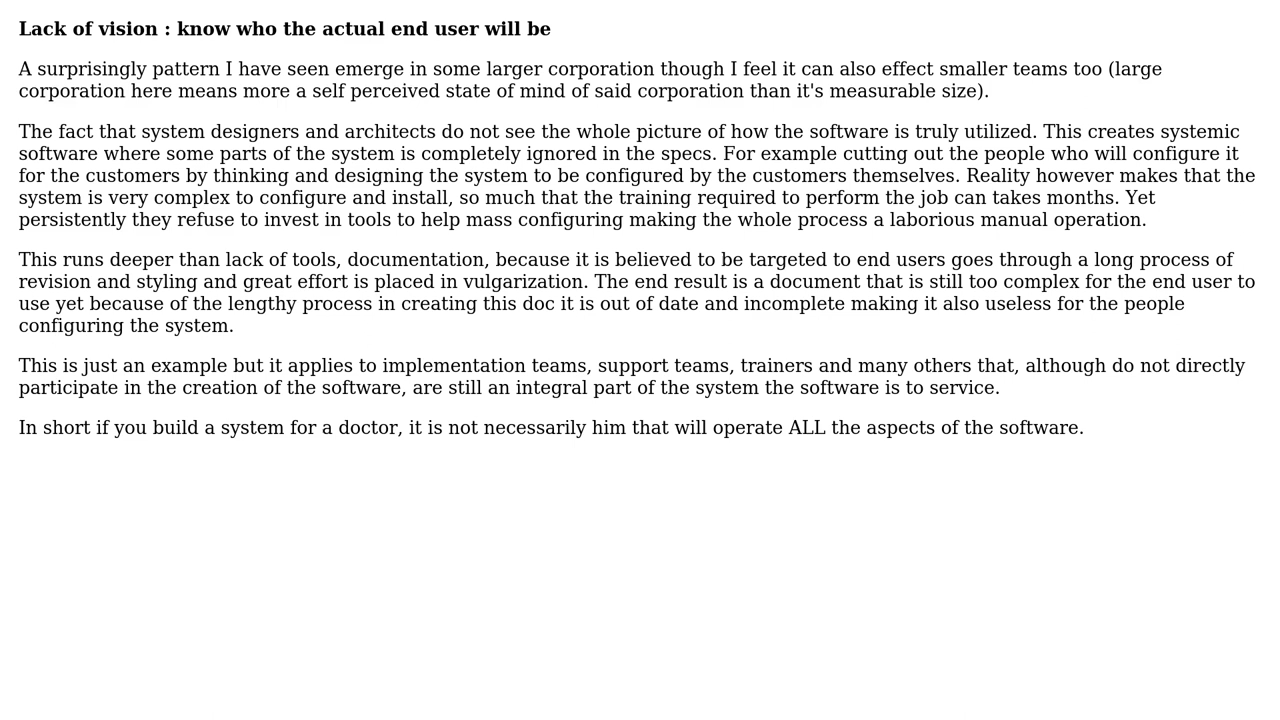 Lack of vision : know who the actual end user will be
A surprisingly pattern I have seen emerge in some larger corporation though I feel it can also effect smaller teams too (large
corporation here means more a self perceived state of mind of said corporation than it's measurable size).
The fact that system designers and architects do not see the whole picture of how the software is truly utilized. This creates systemic
software where some parts of the system is completely ignored in the specs. For example cutting out the people who will configure it
for the customers by thinking and designing the system to be configured by the customers themselves. Reality however makes that the
system is very complex to configure and install, so much that the training required to perform the job can takes months. Yet
persistently they refuse to invest in tools to help mass configuring making the whole process a laborious manual operation.
This runs deeper than lack of tools, documentation, because it is believed to be targeted to end users goes through a long process of
revision and styling and great effort is placed in vulgarization. The end result is a document that is still too complex for the end user to
use yet because of the lengthy process in creating this doc it is out of date and incomplete making it also useless for the people
configuring the system.
This is just an example but it applies to implementation teams, support teams, trainers and many others that, although do not directly
participate in the creation of the software, are still an integral part of the system the software is to service.
In short if you build a system for a doctor, it is not necessarily him that will operate ALL the aspects of the software.